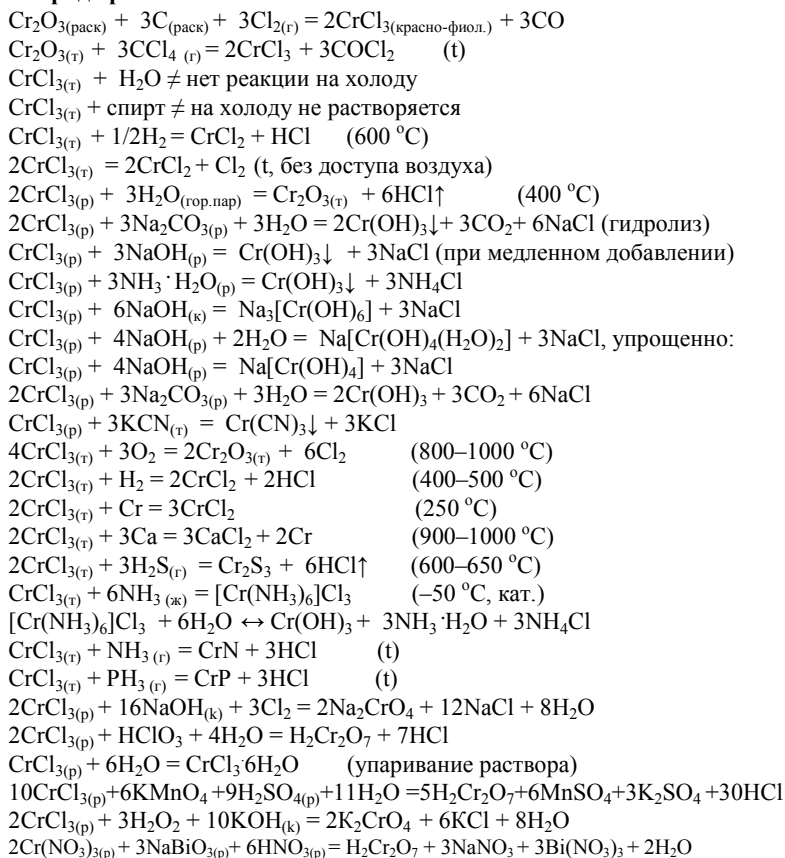 Cr₂O₃(раск) + 3C(раск) + 3Cl₂(г) = 2CrCl₃(красно-фиол.) + 3CO
Cr₂O₃(т) + 3CCl₄ (г) = 2CrCl₃ + 3COCl₂ (t)
CrCl₃(т) + H₂O ≠ нет реакции на холоду
CrCl₃(т) + спирт ≠ на холоду не растворяется
CrCl₃(т) + 1/2H₂ = CrCl₂ + HCl (600 °C)
2CrCl₃(т) = 2CrCl₂ + Cl₂ (t, без доступа воздуха)
2CrCl₃(р) + 3H₂O(гор.пар) = Cr₂O₃(т) + 6HCl↑ (400 °C)
2CrCl₃(р) + 3Na₂CO₃(р) + 3H₂O = 2Cr(OH)₃↓+ 3CO₂+ 6NaCl (гидролиз)
CrCl₃(р) + 3NaOH(р) = Cr(OH)₃↓ + 3NaCl (при медленном добавлении)
CrCl₃(р) + 3NH₃·H₂O(р) = Cr(OH)₃↓ + 3NH₄Cl
CrCl₃(р) + 6NaOH(к) = Na₃[Cr(OH)₆] + 3NaCl
CrCl₃(р) + 4NaOH(р) + 2H₂O = Na[Cr(OH)₄(H₂O)₂] + 3NaCl, упрощенно:
CrCl₃(р) + 4NaOH(р) = Na[Cr(OH)₄] + 3NaCl
2CrCl₃(р) + 3Na₂CO₃(р) + 3H₂O = 2Cr(OH)₃ + 3CO₂ + 6NaCl
CrCl₃(р) + 3KCN(т) = Cr(CN)₃↓ + 3KCl
4CrCl₃(т) + 3O₂ = 2Cr₂O₃(т) + 6Cl₂ (800–1000 °C)
2CrCl₃(т) + H₂ = 2CrCl₂ + 2HCl (400–500 °C)
2CrCl₃(т) + Cr = 3CrCl₂ (250 °C)
2CrCl₃(т) + 3Ca = 3CaCl₂ + 2Cr (900–1000 °C)
2CrCl₃(т) + 3H₂S(г) = Cr₂S₃ + 6HCl↑ (600–650 °C)
CrCl₃(т) + 6NH₃ (ж) = [Cr(NH₃)₆]Cl₃ (–50 °C, кат.)
[Cr(NH₃)₆]Cl₃ + 6H₂O ↔ Cr(OH)₃ + 3NH₃·H₂O + 3NH₄Cl
CrCl₃(т) + NH₃ (г) = CrN + 3HCl (t)
CrCl₃(т) + PH₃ (г) = CrP + 3HCl (t)
2CrCl₃(р) + 16NaOH(k) + 3Cl₂ = 2Na₂CrO₄ + 12NaCl + 8H₂O
2CrCl₃(р) + HClO₃ + 4H₂O = H₂Cr₂O₇ + 7HCl
CrCl₃(р) + 6H₂O = CrCl₃·6H₂O (упаривание раствора)
10CrCl₃(р)+6KMnO₄+9H₂SO₄(р)+11H₂O =5H₂Cr₂O₇+6MnSO₄+3K₂SO₄+30HCl
2CrCl₃(р) + 3H₂O₂ + 10KOH(k) = 2K₂CrO₄ + 6KCl + 8H₂O
2Cr(NO₃)₃(р) + 3NaBiO₃(р)+ 6HNO₃(р) = H₂Cr₂O₇ + 3NaNO₃ + 3Bi(NO₃)₃ + 2H₂O